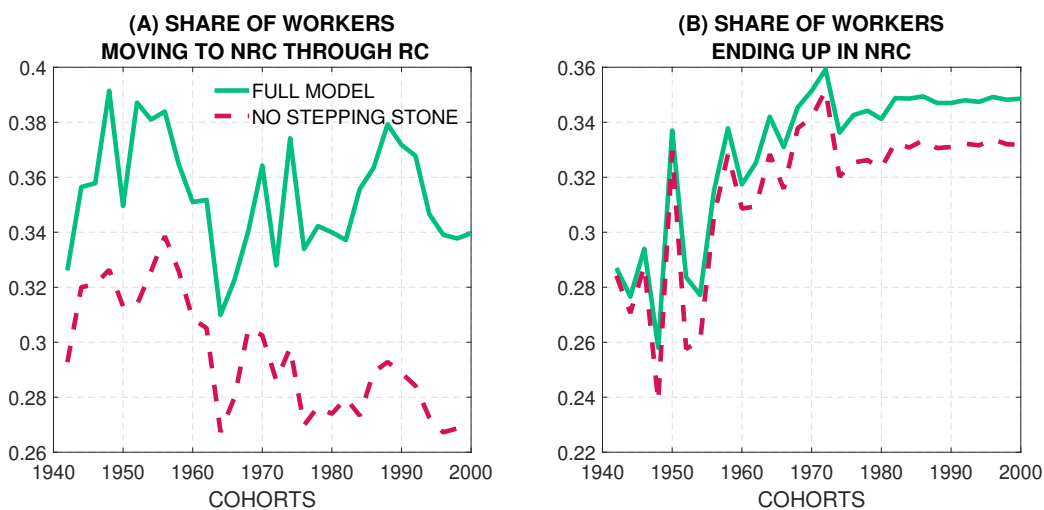 (A) SHARE OF WORKERS
MOVING TO NRC THROUGH RC
0.4
0.38
0.36
0.34
0.32
0.3
0.28
0.26
FULL MODEL
NO STEPPING STONE
1940 1950 1960 1970 1980 1990 2000
COHORTS
(B) SHARE OF WORKERS
ENDING UP IN NRC
0.36
0.34
0.32
0.3
0.28
0.26
0.24
0.22
1940 1950 1960 1970 1980 1990 2000
COHORTS